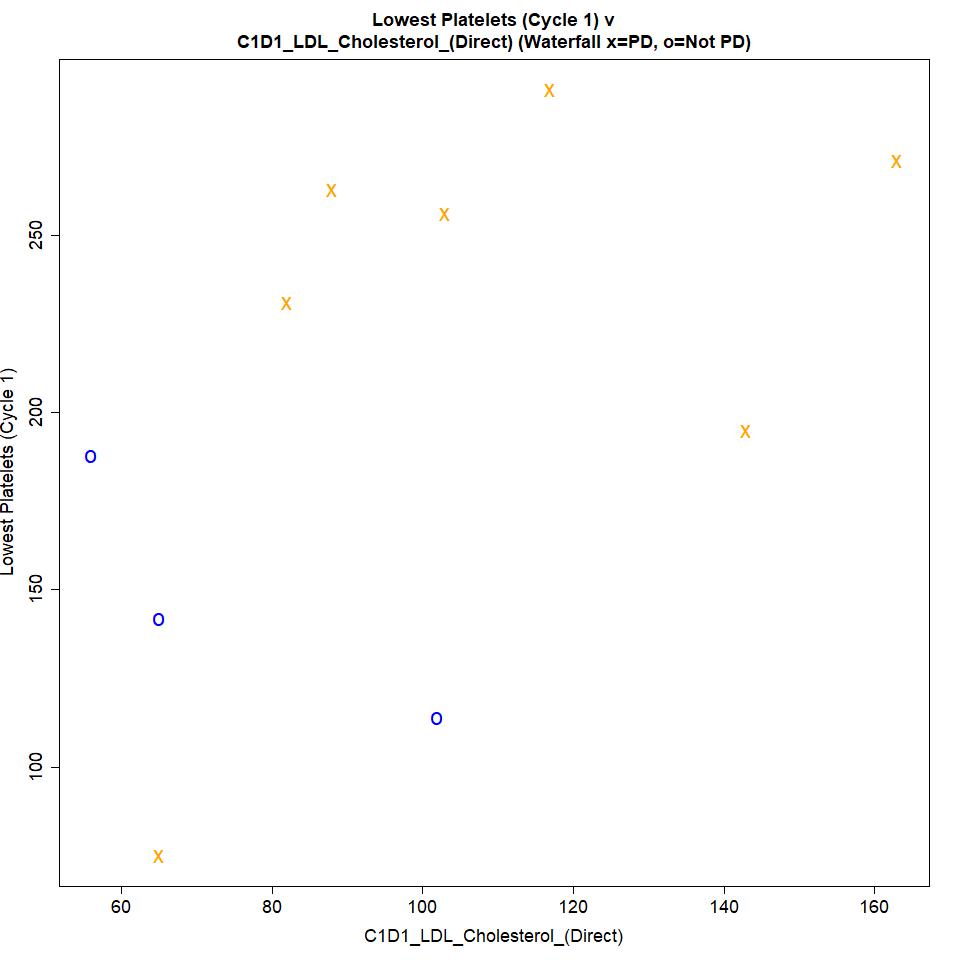 Lowest Platelets (Cycle 1) v
C1D1_LDL_Cholesterol_(Direct) (Waterfall x=PD, o=Not PD)
Lowest Platelets (Cycle 1)
250
200
150
100
X
X
X
X
X
X
O
O
O
X
60 80 100 120 140 160
C1D1_LDL_Cholesterol_(Direct)